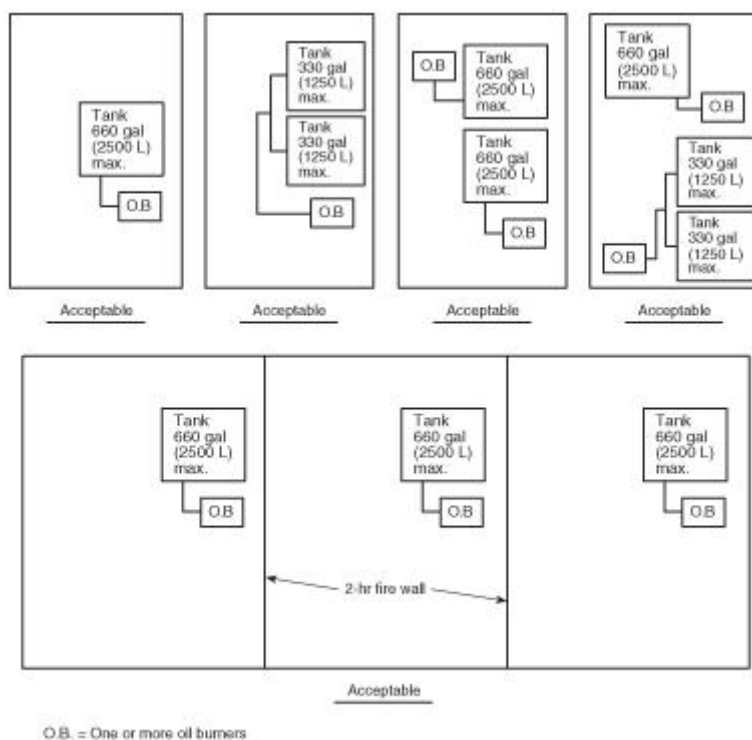 Tank
660 gal
(2500 L)
max.
O.B
Acceptable
Tank
330 gal
(1250 L)
max.
Tank
330 gal
(1250 L)
max.
O.B
Acceptable
O.B
Tank
660 gal
(2500 L)
max.
Tank
660 gal
(2500 L)
max.
O.B
Acceptable
Tank
660 gal
(2500 L)
max.
O.B
Tank
330 gal
(1250 L)
max.
Tank
330 gal
(1250 L)
max.
O.B
Acceptable
Tank
660 gal
(2500 L)
max.
O.B
Tank
660 gal
(2500 L)
max.
O.B
Tank
660 gal
(2500 L)
max.
O.B
2-hr fire wall
Acceptable
O.B. = One or more oil burners